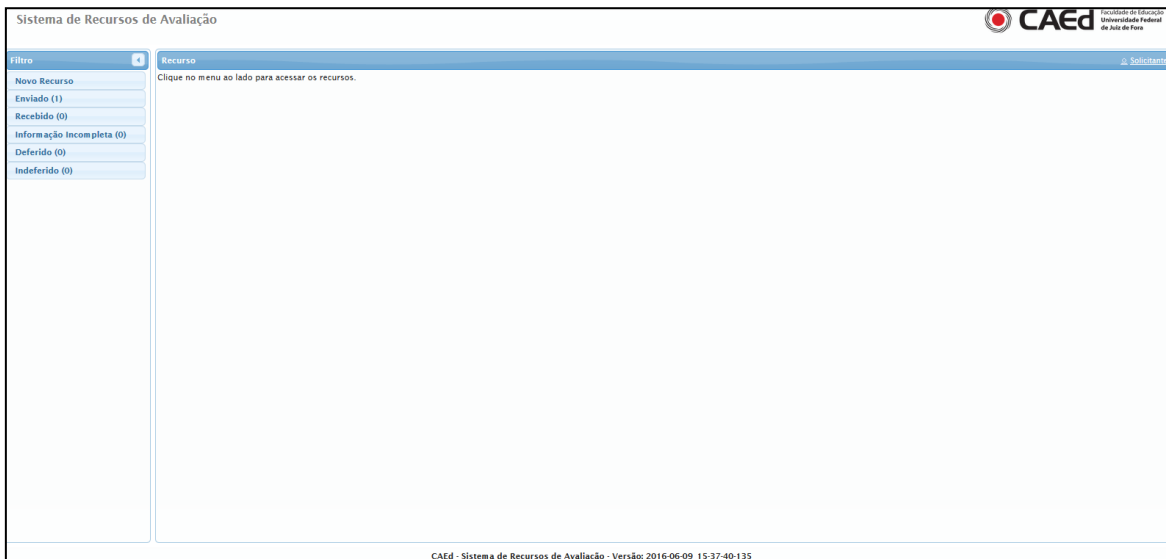 Sistema de Recursos de Avaliação
CAEd
Faculdade de Educação
Universidade Federal
de Juiz de Fora
Filtro
Novo Recurso
Enviado (1)
Recebido (0)
Informação Incompleta (0)
Deferido (0)
Indeferido (0)
Recurso
Solicitante
Clique no menu ao lado para acessar os recursos.
CAEd - Sistema de Recursos de Avaliação - Versão: 2016-06-09_15-37-40-135